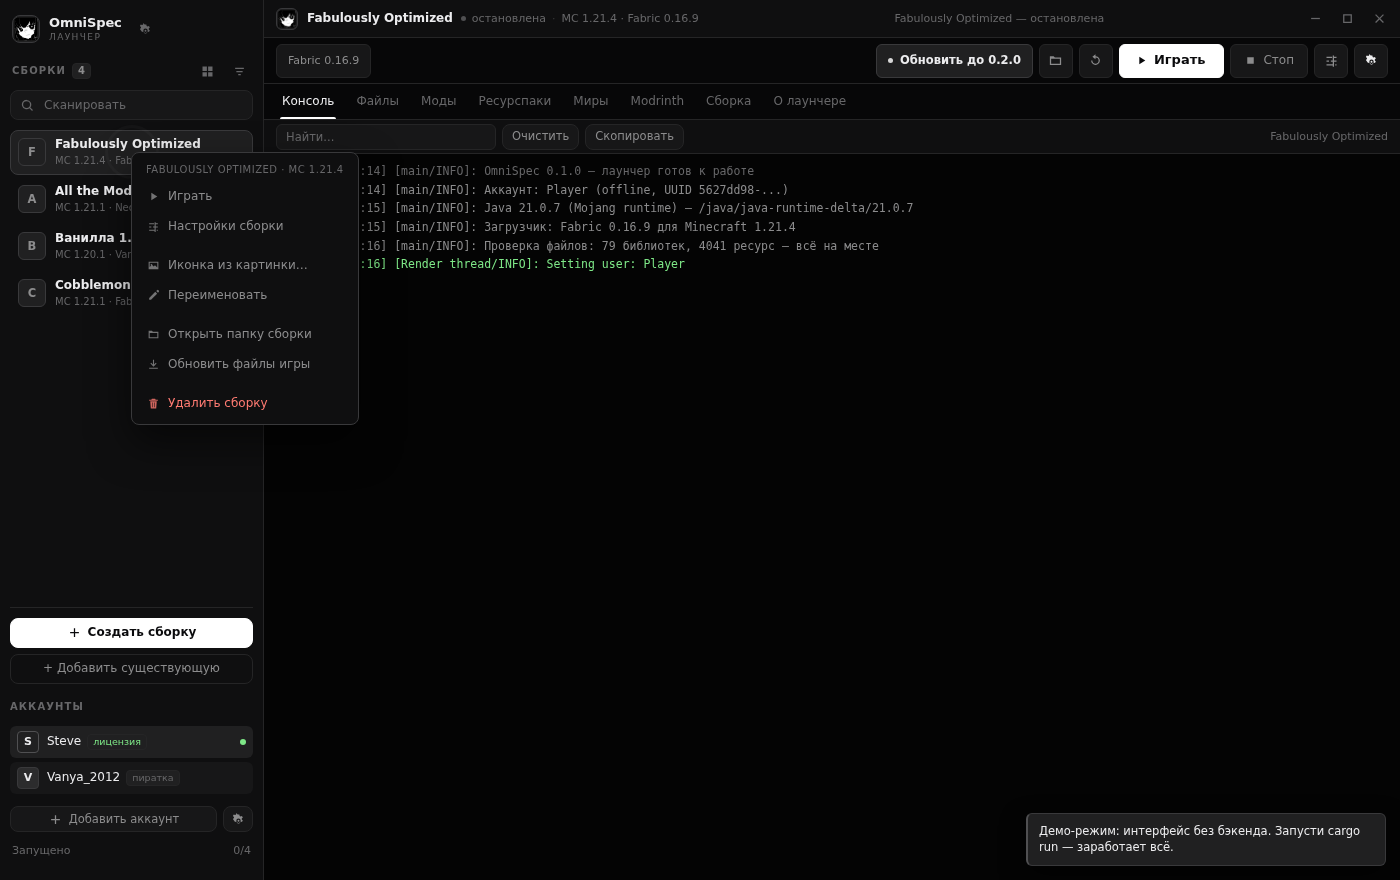 OmniSpec
ЛАУНЧЕР
Fabulously Optimized остановлена · MC 1.21.4 · Fabric 0.16.9
Fabulously Optimized — остановлена
СБОРКИ 4
Сканировать
F
Fabulously Optimized
MC 1.21.4 · Fab
A
All the Mod
MC 1.21.1 · Neo
B
Ванилла 1.
MC 1.20.1 · Van
C
Cobblemon
MC 1.21.1 · Fab
FABULOUSLY OPTIMIZED · MC 1.21.4
Играть
Настройки сборки
Иконка из картинки…
Переименовать
Открыть папку сборки
Обновить файлы игры
Удалить сборку
+ Создать сборку
+ Добавить существующую
АККАУНТЫ
S Steve лицензия
V Vanya_2012 пиратка
+ Добавить аккаунт
Запущено 0/4
Fabric 0.16.9
Обновить до 0.2.0
Играть
Стоп
Консоль Файлы Моды Ресурспаки Миры Modrinth Сборка О лаунчере
Найти…
Очистить
Скопировать
Fabulously Optimized
:14] [main/INFO]: OmniSpec 0.1.0 — лаунчер готов к работе
:14] [main/INFO]: Аккаунт: Player (offline, UUID 5627dd98-...)
:15] [main/INFO]: Java 21.0.7 (Mojang runtime) — /java/java-runtime-delta/21.0.7
:15] [main/INFO]: Загрузчик: Fabric 0.16.9 для Minecraft 1.21.4
:16] [main/INFO]: Проверка файлов: 79 библиотек, 4041 ресурс — всё на месте
:16] [Render thread/INFO]: Setting user: Player
Демо-режим: интерфейс без бэкенда. Запусти cargo
run — заработает всё.